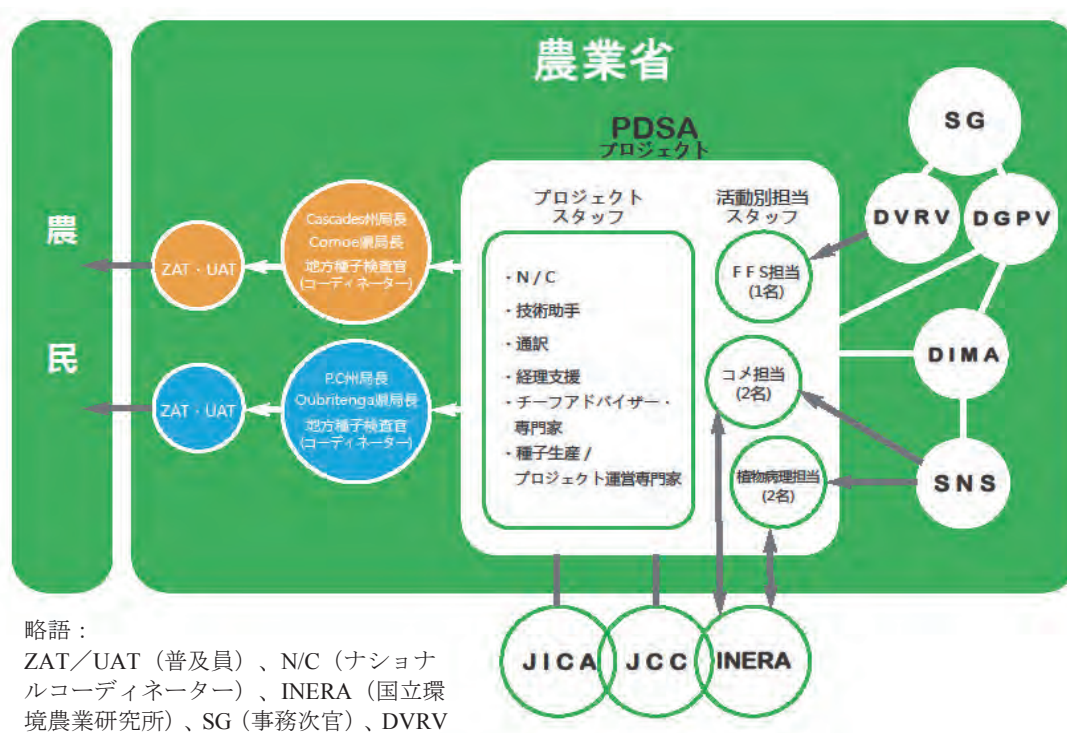 農業省
農
民
PDSA
プロジェクト
プロジェクト
スタッフ
・N / C
・技術助手
・通訳
・経理支援
・チーフアドバイザー・
専門家
・種子生産 /
プロジェクト運営専門家
活動別担当
スタッフ
FFS担当
(1名)
コメ担当
(2名)
植物病理担当
(2名)
SG
DVRV
DGPV
DIMA
SNS
Cascades州局長
Comoe県局長
地方種子検査官
(コーディネーター)
ZAT・UAT
P.C州局長
Oubritenga県局長
地方種子検査官
(コーディネーター)
ZAT・UAT
JICA
JCC
INERA
略語：
ZAT／UAT（普及員）、N/C（ナショナ
ルコーディネーター）、INERA（国立環
境農業研究所）、SG（事務次官）、DVRV